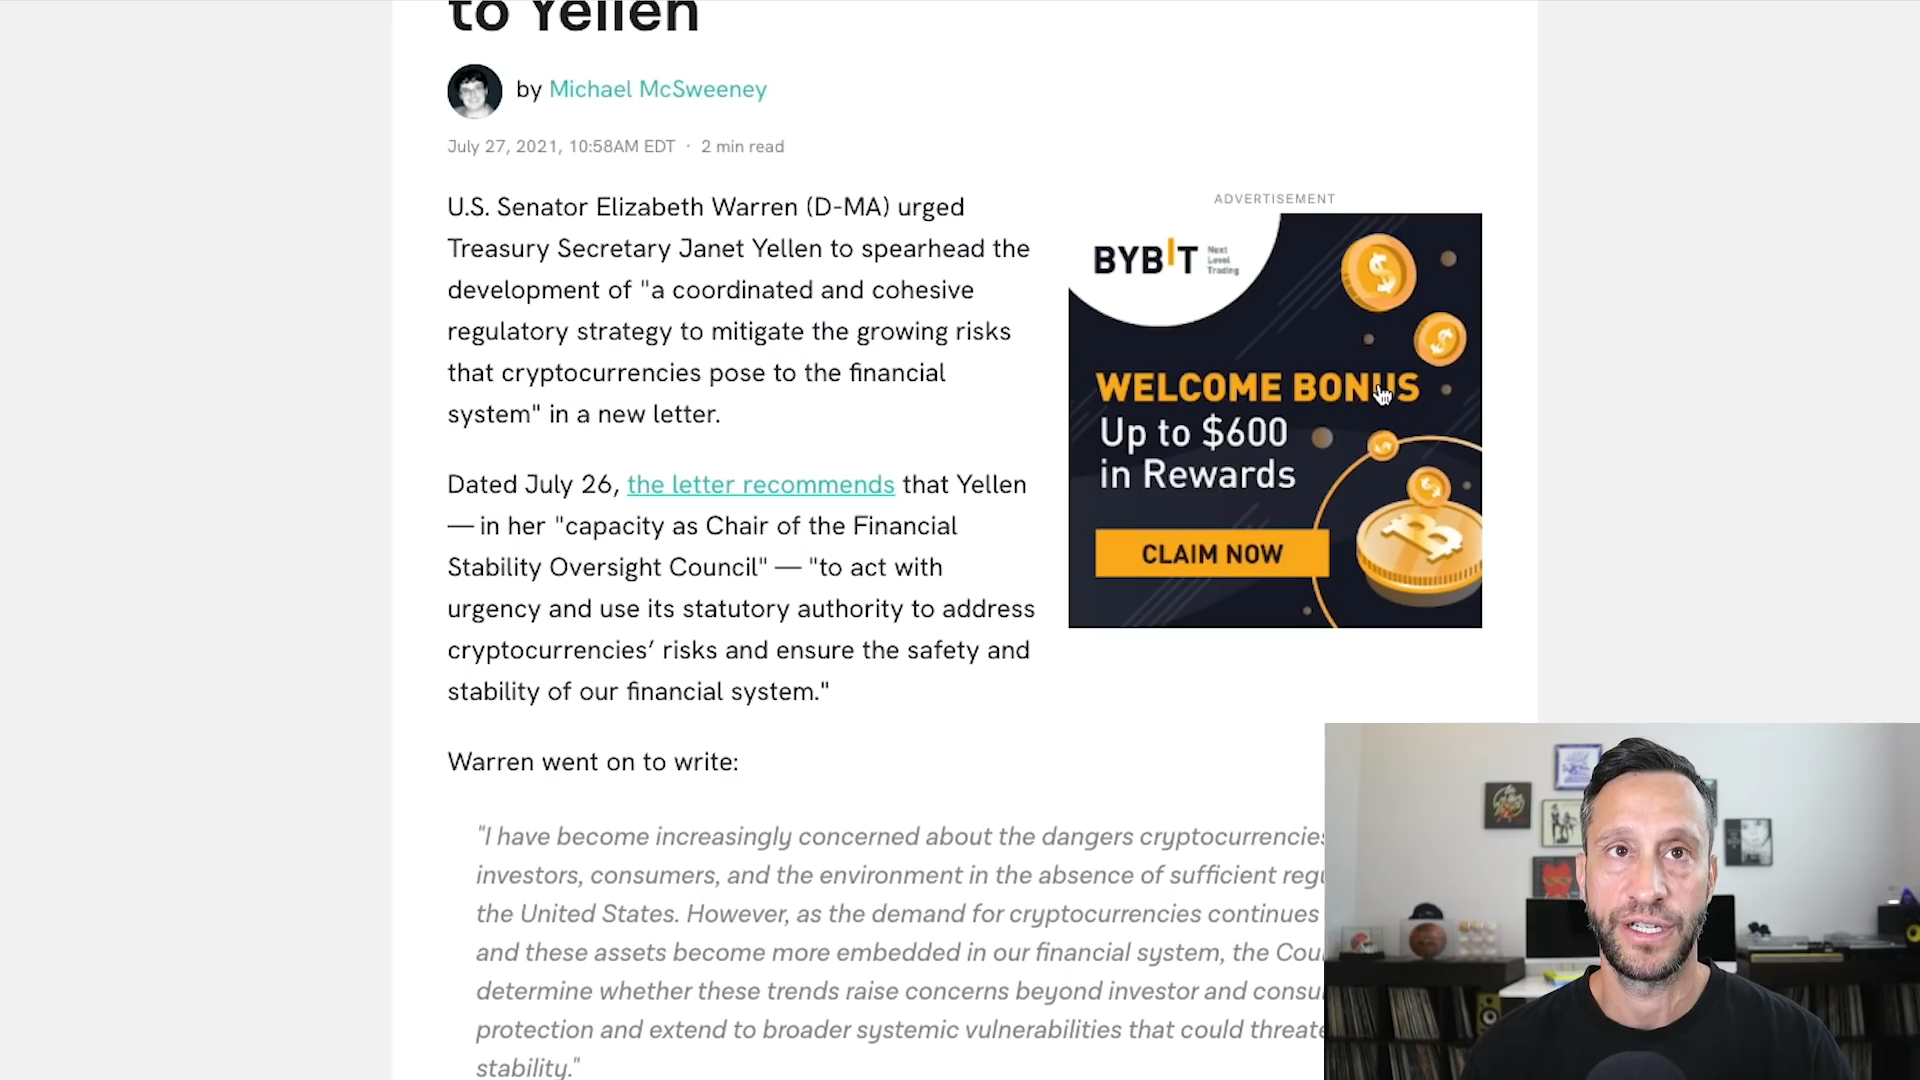 to Yellen
by Michael McSweeney
July 27, 2021, 10:58AM EDT · 2 min read
U.S. Senator Elizabeth Warren (D-MA) urged
Treasury Secretary Janet Yellen to spearhead the
development of "a coordinated and cohesive
regulatory strategy to mitigate the growing risks
that cryptocurrencies pose to the financial
system" in a new letter.
ADVERTISEMENT
BYBIT
Next
Level
Trading
WELCOME BONUS
Up to $600
in Rewards
CLAIM NOW
Dated July 26, the letter recommends that Yellen
— in her "capacity as Chair of the Financial
Stability Oversight Council" — "to act with
urgency and use its statutory authority to address
cryptocurrencies’ risks and ensure the safety and
stability of our financial system."
Warren went on to write:
"I have become increasingly concerned about the dangers cryptocurrencies
investors, consumers, and the environment in the absence of sufficient
the United States. However, as the demand for cryptocurrencies continues
and these assets become more embedded in our financial system, the
determine whether these trends raise concerns beyond investor and
protection and extend to broader systemic vulnerabilities that could
stability."